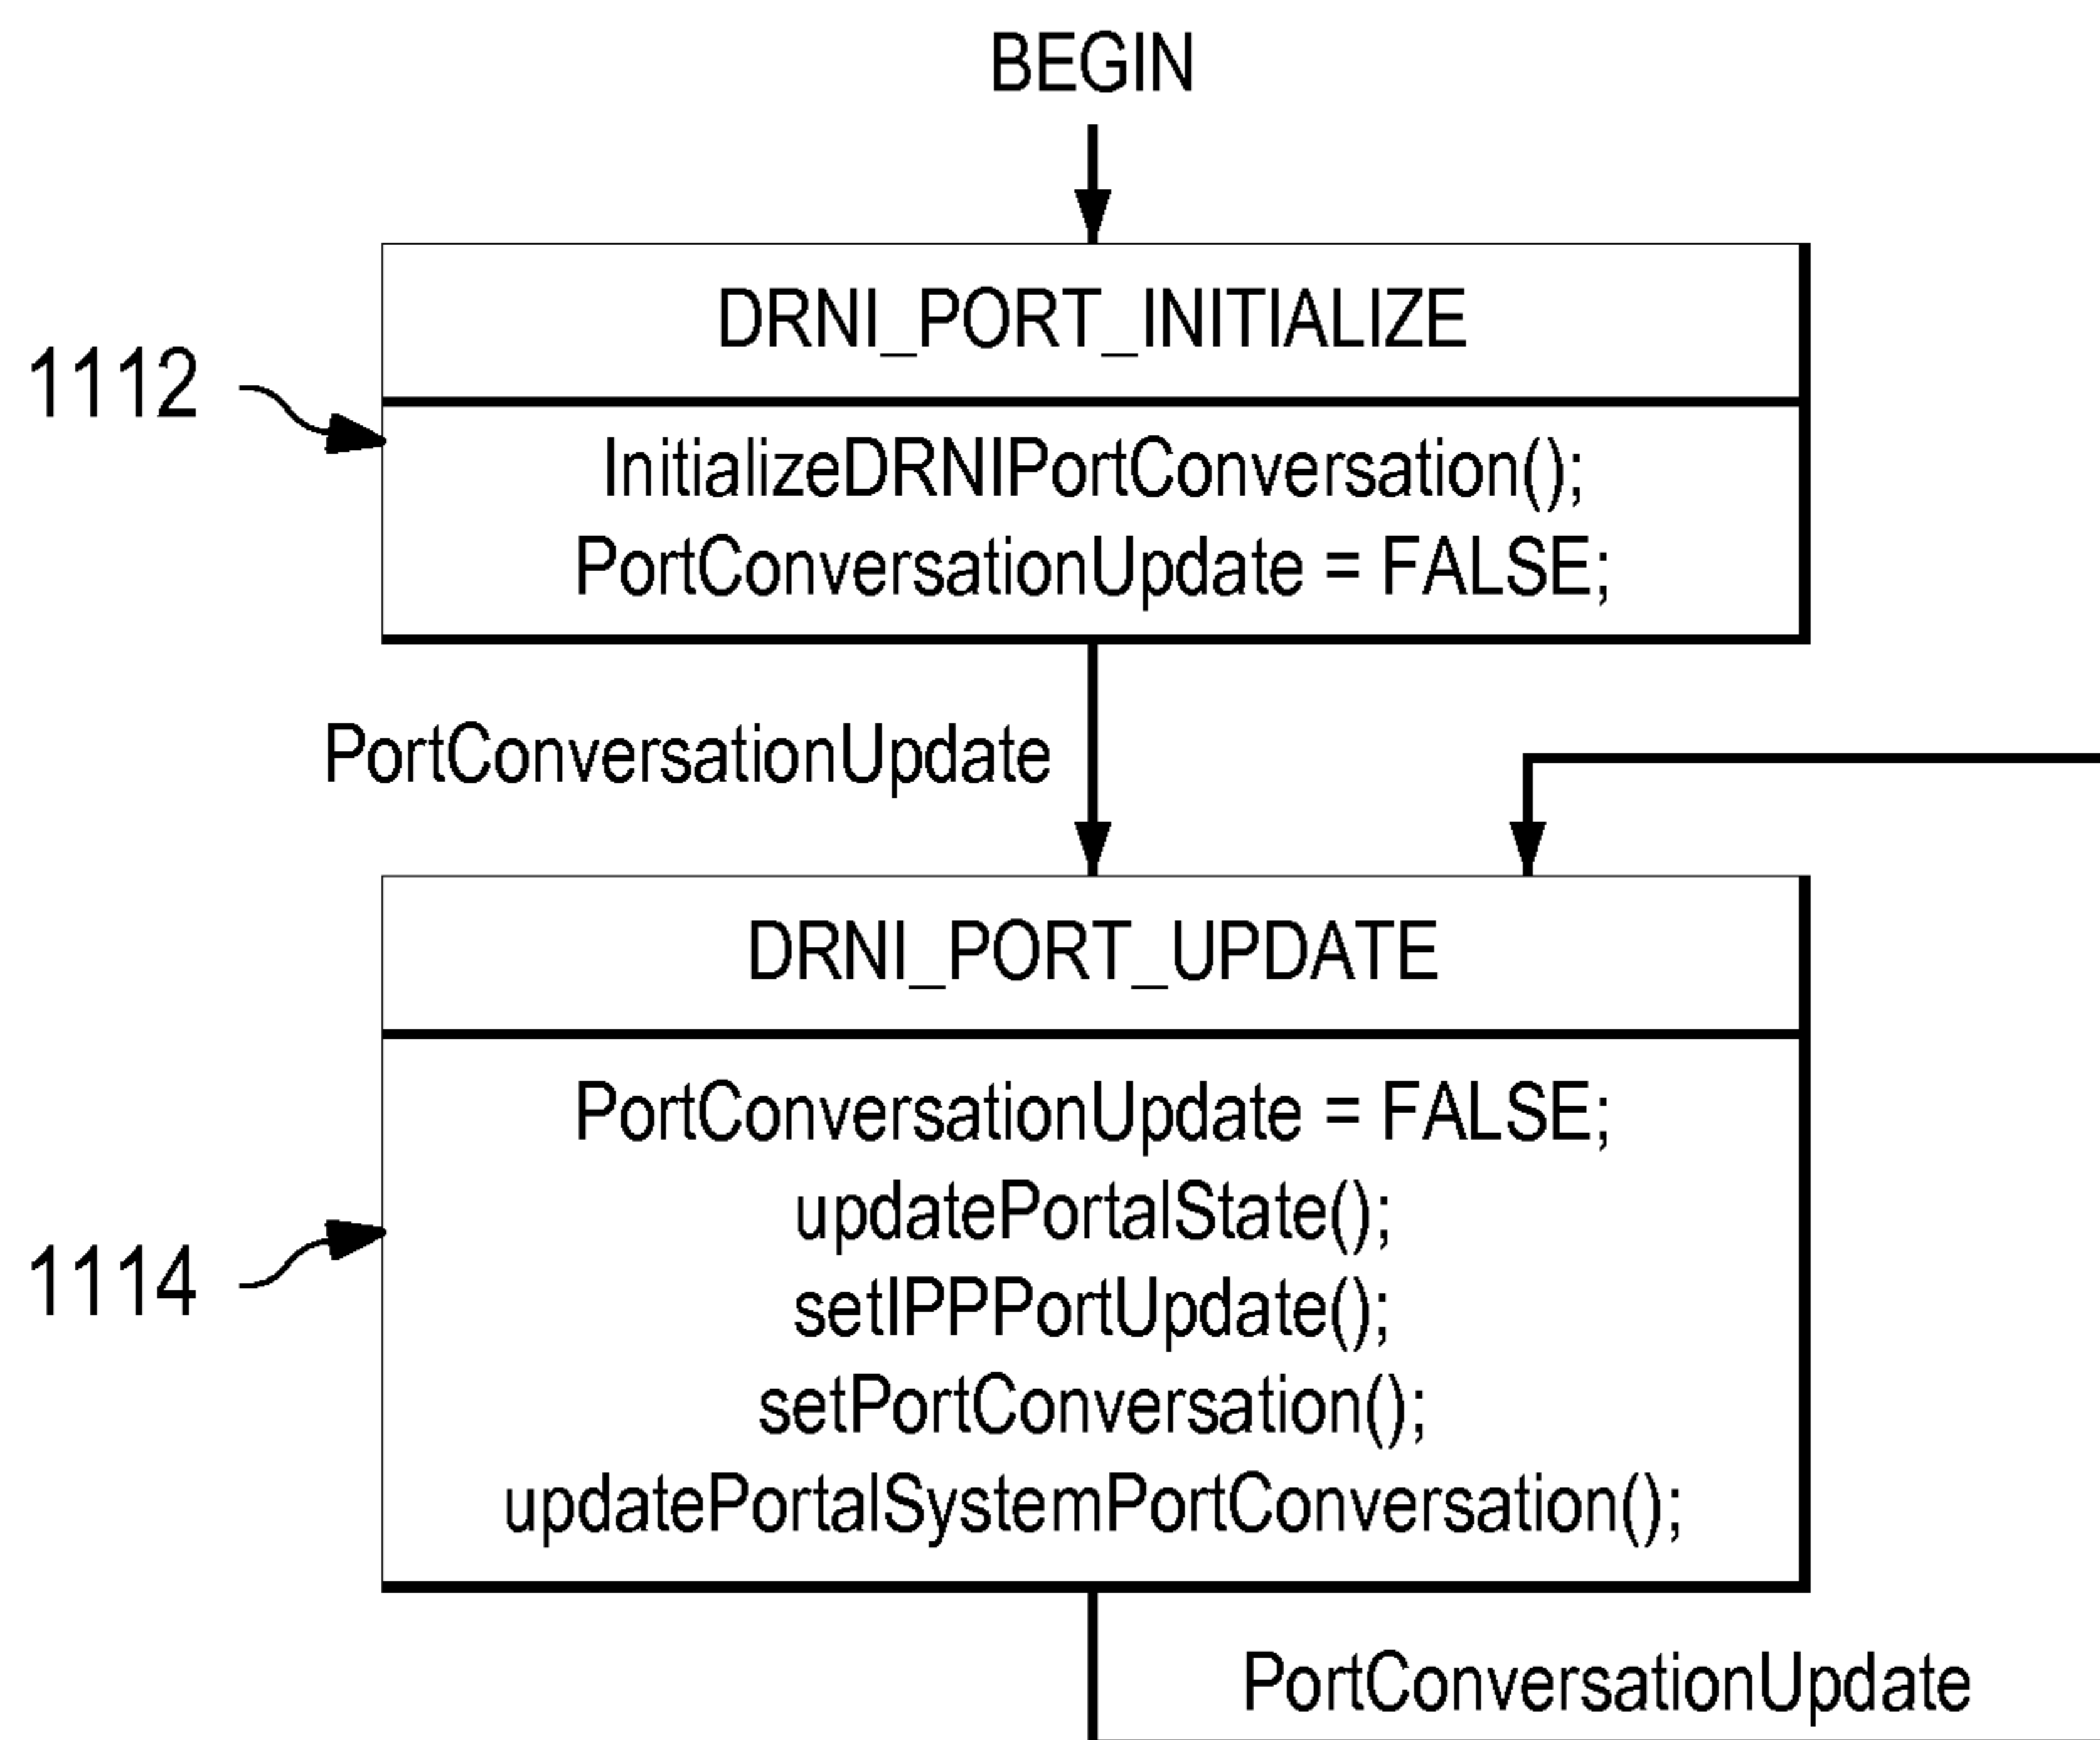 BEGIN
DRNI_PORT_INITIALIZE
1112
InitializeDRNIPortConversation();
PortConversationUpdate = FALSE;
PortConversationUpdate
DRNI_PORT_UPDATE
PortConversationUpdate = FALSE;
updatePortalState();
1114
setIPPPortUpdate();
setPortConversation();
updatePortalSystemPortConversation();
PortConversationUpdate